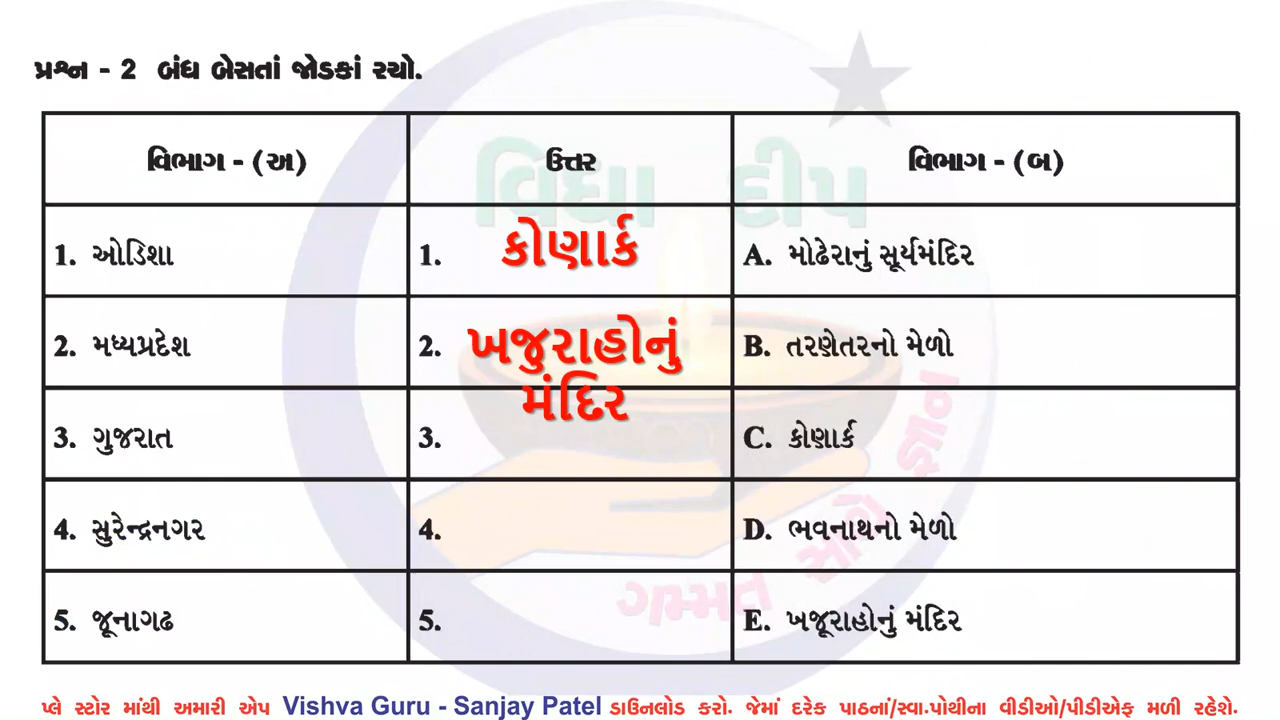 પ્રશ્ન - 2 બંધ બેસતાં જોડકાં રચો.
વિભાગ - (અ) ઉત્તર વિભાગ - (બ)
1. ઓડિશા 1. કોણાર્ક A. મોઢેરાનું સૂર્યમંદિર
2. મધ્યપ્રદેશ 2. ખજુરાહોનું B. તરણેતરનો મેળો
મંદિર
3. ગુજરાત 3. C. કોણાર્ક
4. સુરેન્દ્રનગર 4. D. ભવનાથનો મેળો
5. જૂનાગઢ 5. E. ખજૂરાહોનું મંદિર
વિદ્યા દીપ
ગમ્મત સાથે જ્ઞાન
પ્લે સ્ટોર માંથી અમારી એપ Vishva Guru - Sanjay Patel ડાઉનલોડ કરો. જેમાં દરેક પાઠનાં/સ્વા.પોથીના વીડીઓ/પીડીએફ મળી રહેશે.